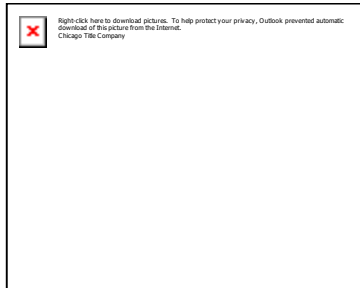 Right-click here to download pictures. To help protect your privacy, Outlook prevented automatic
download of this picture from the Internet.
Chicago Title Company